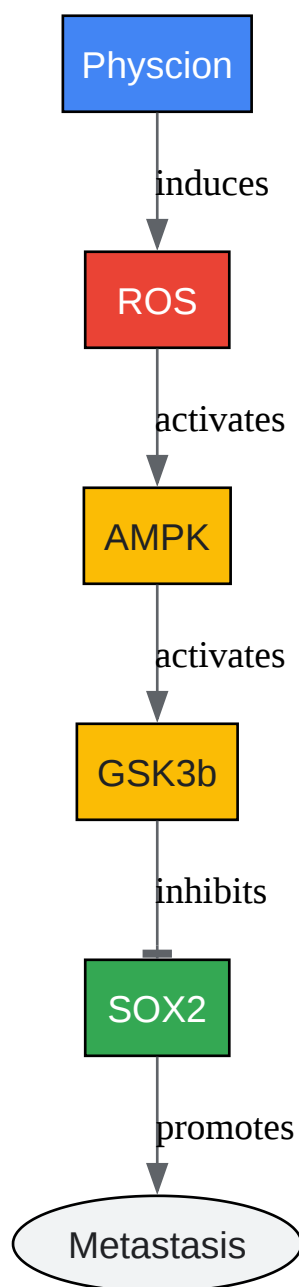 Physcion
induces
ROS
activates
AMPK
activates
GSK3b
inhibits
SOX2
promotes
Metastasis